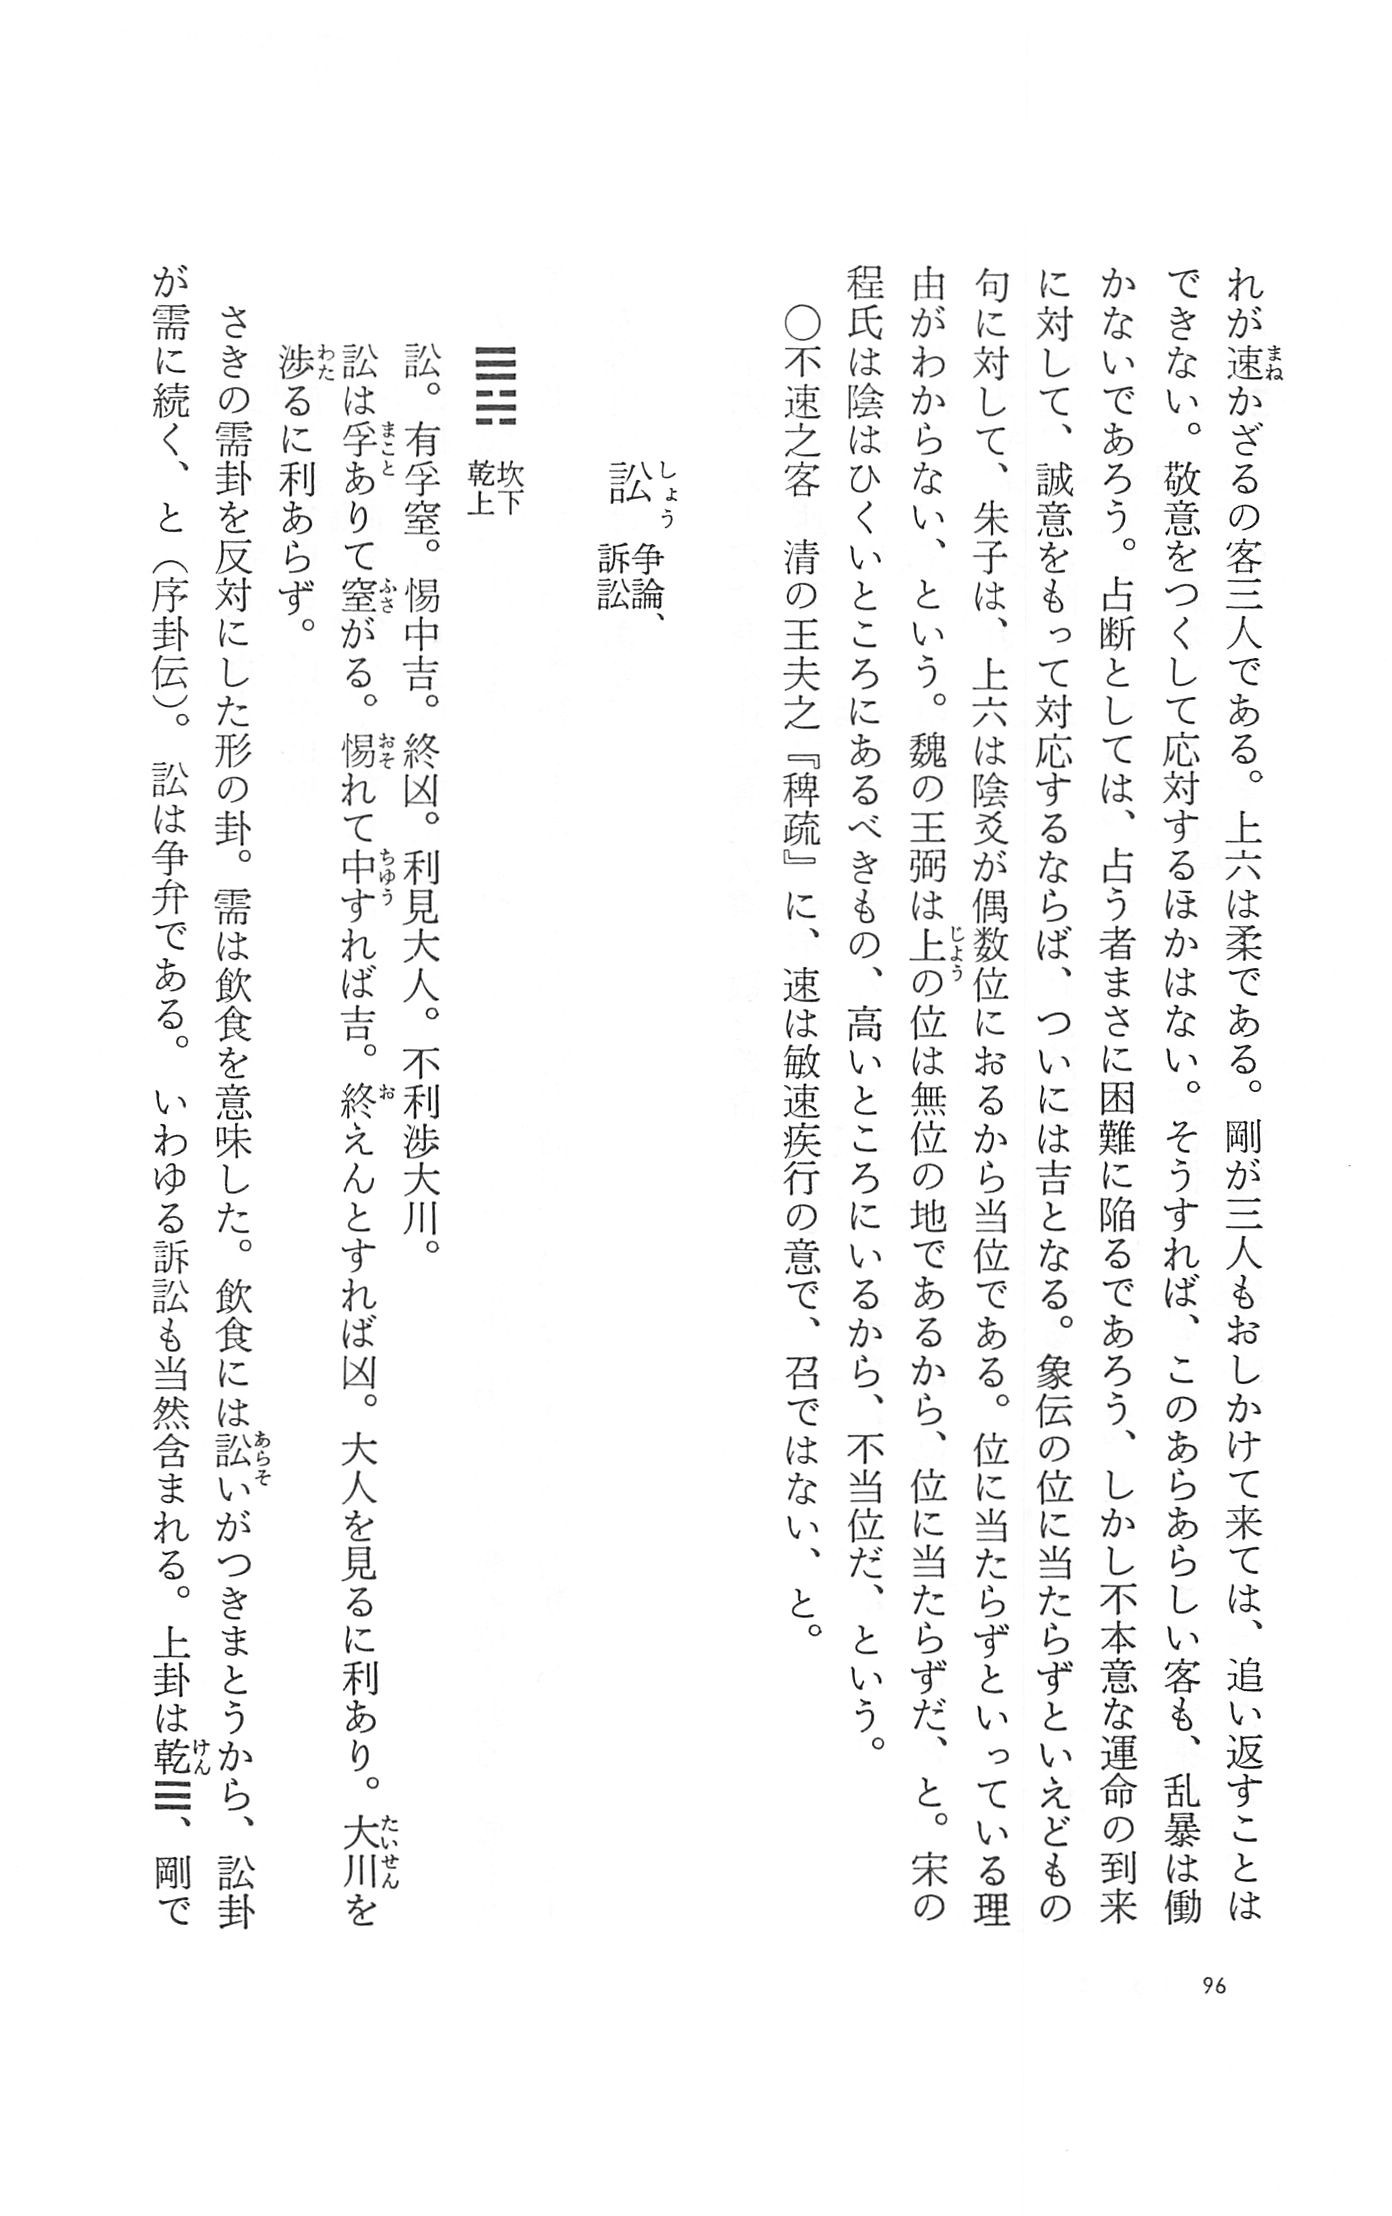 れが速かざるの客三人である。上六は柔である。剛が三人もおしかけて来ては、追い返すことは
できない。敬意をつくして応対するほかはない。そうすれば、このあらあらしい客も、乱暴は働
かないであろう。占断としては、占う者まさに困難に陥るであろう、しかし不本意な運命の到来
に対して、誠意をもって対応するならば、ついには吉となる。象伝の位に当たらずといえどもの
句に対して、朱子は、上六は陰爻が偶数位におるから当位である。位に当たらずといっている理
由がわからない、という。魏の王弼は上の位は無位の地であるから、位に当たらずだ、と。宋の
程氏は陰はひくいところにあるべきもの、高いところにいるから、不当位だ、という。
〇不速之客　清の王夫之『稗疏』に、速は敏速疾行の意で、召ではない、と。
訟 しょう 争論、訴訟
䷅ 坎下乾上
訟。有孚窒。惕中吉。終凶。利見大人。不利渉大川。
訟は孚ありて窒がる。惕れて中すれば吉。終えんとすれば凶。大人を見るに利あり。大川を
渉るに利あらず。
さきの需卦を反対にした形の卦。需は飲食を意味した。飲食には訟いがつきまとうから、訟卦
が需に続く、と（序卦伝）。訟は争弁である。いわゆる訴訟も当然含まれる。上卦は乾☰、剛で
96